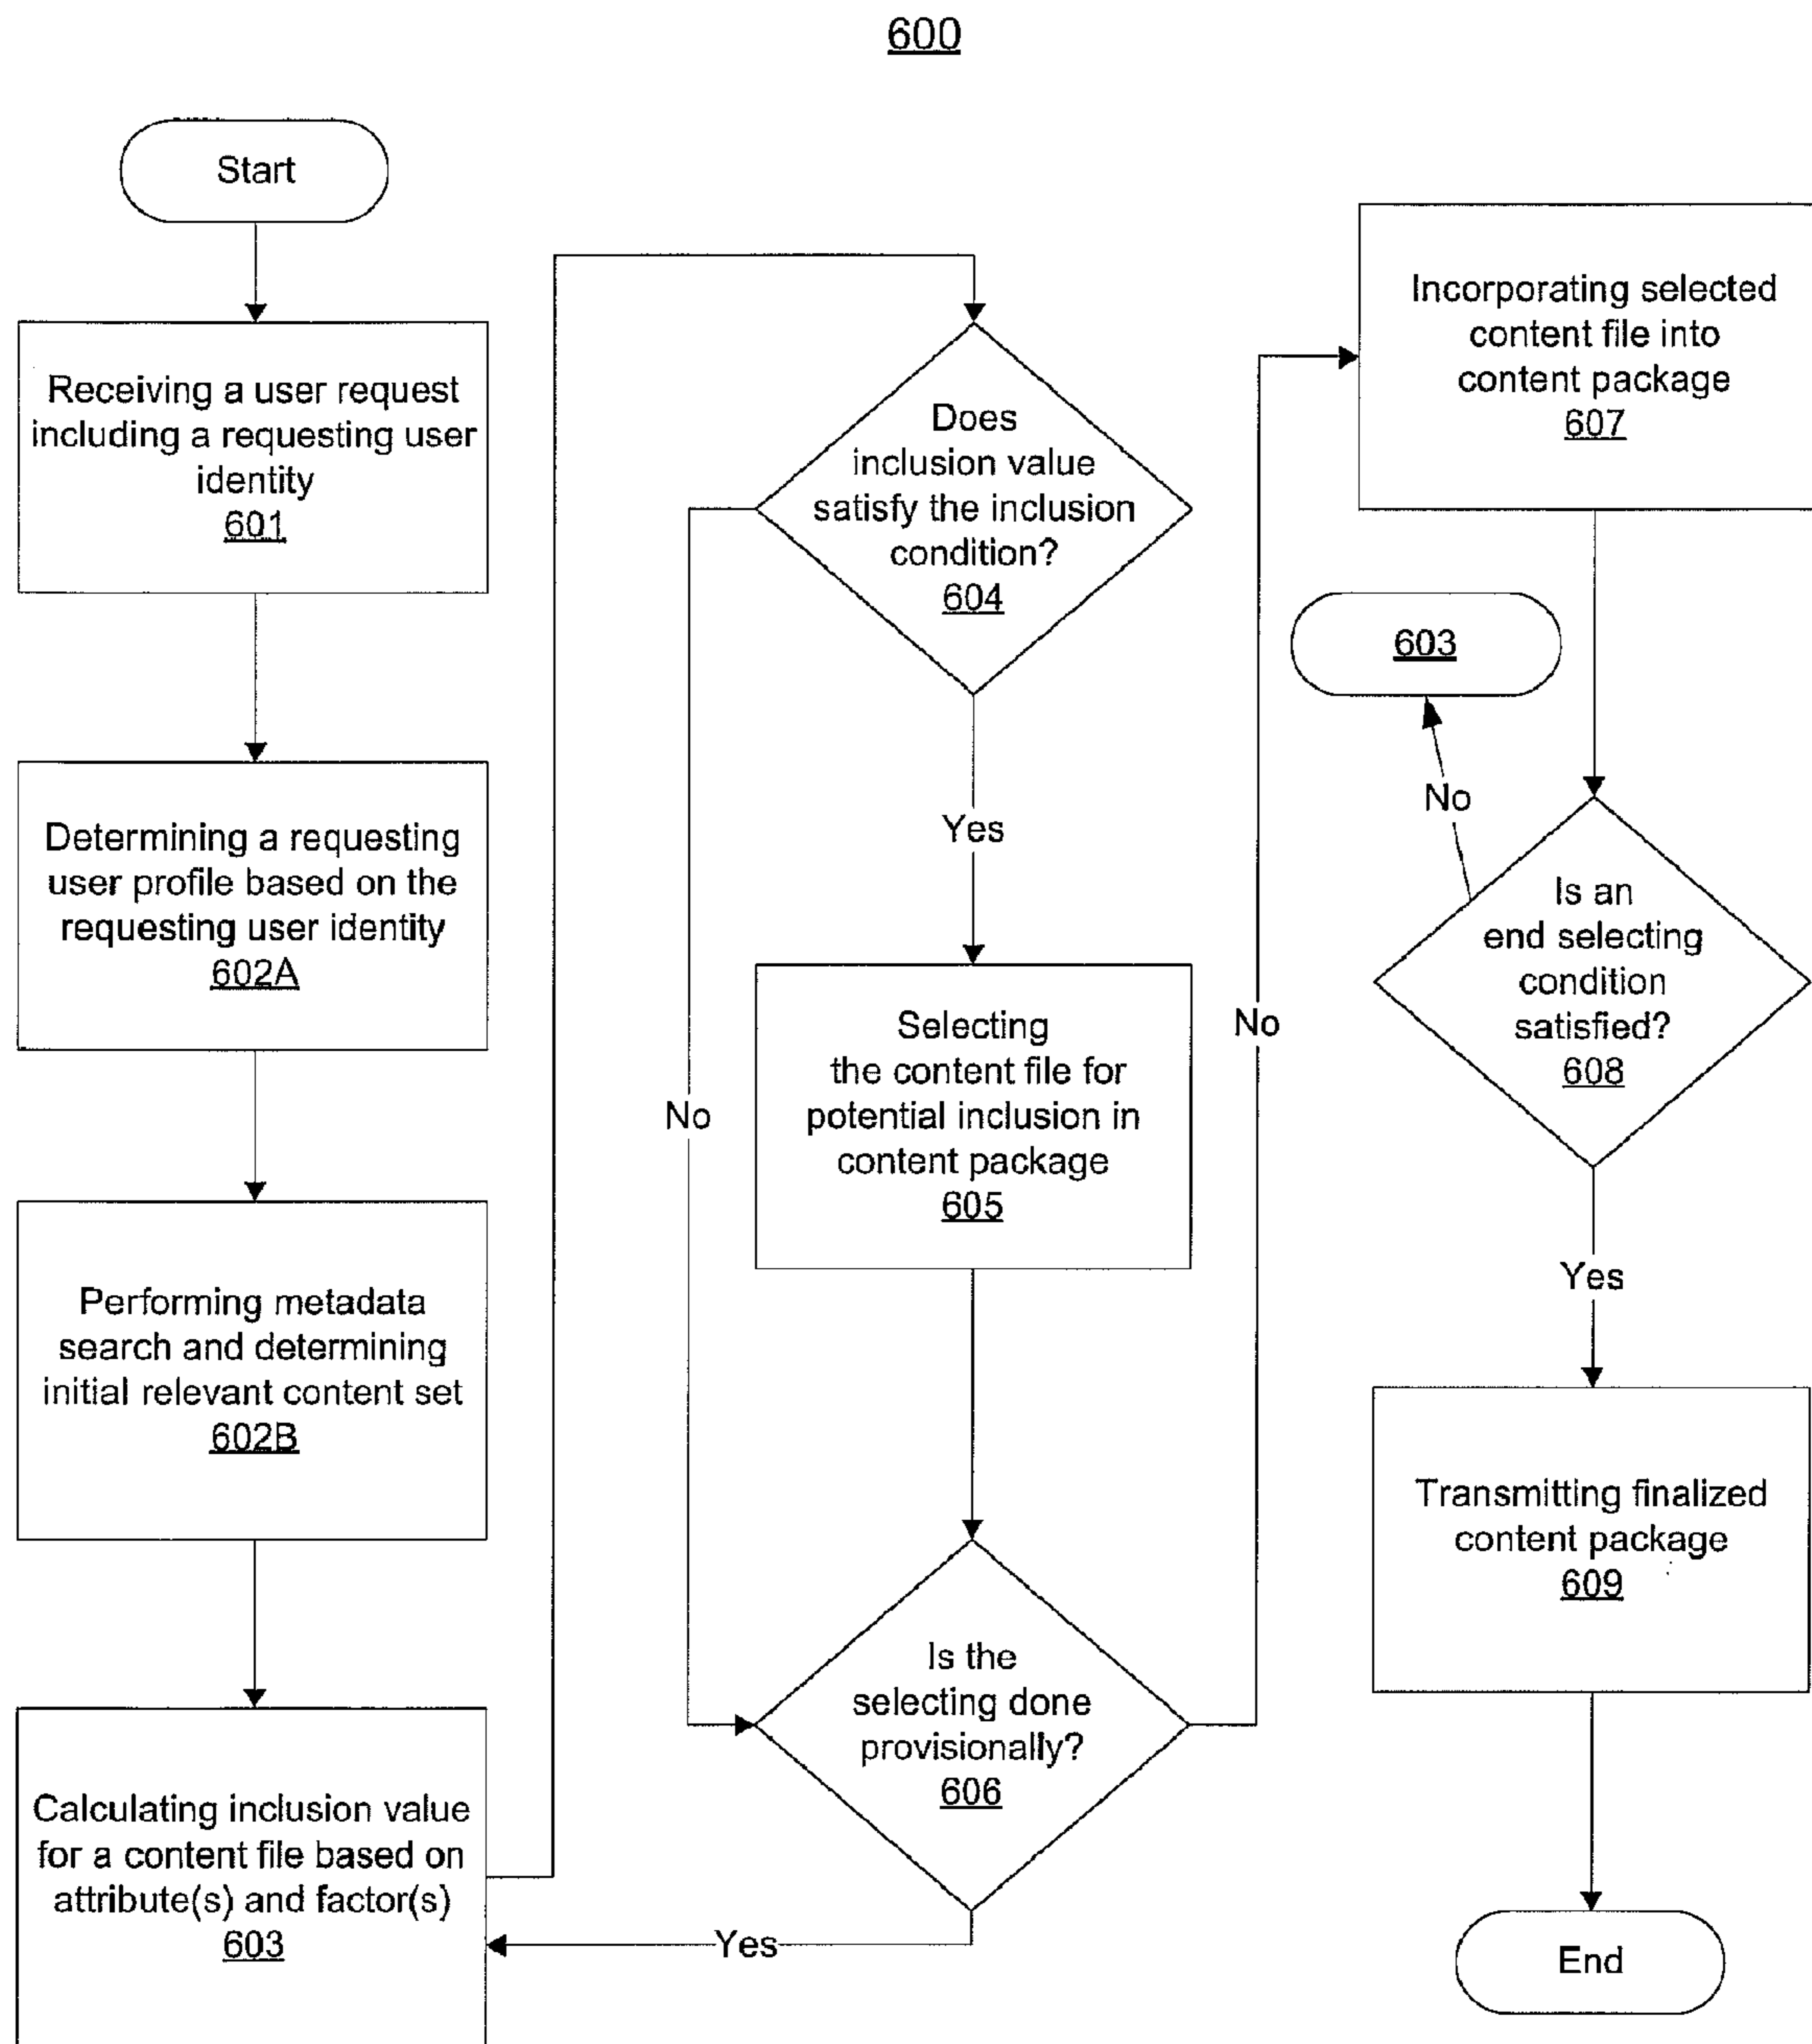 600
Start
Receiving a user request
including a requesting user
identity
601
Determining a requesting
user profile based on the
requesting user identity
602A
Performing metadata
search and determining
initial relevant content set
602B
Calculating inclusion value
for a content file based on
attribute(s) and factor(s)
603
Does
inclusion value
satisfy the inclusion
condition?
604
Yes
No
Selecting
the content file for
potential inclusion in
content package
605
Is the
selecting done
provisionally?
606
Yes
No
Incorporating selected
content file into
content package
607
603
No
Is an
end selecting
condition
satisfied?
608
Yes
Transmitting finalized
content package
609
End